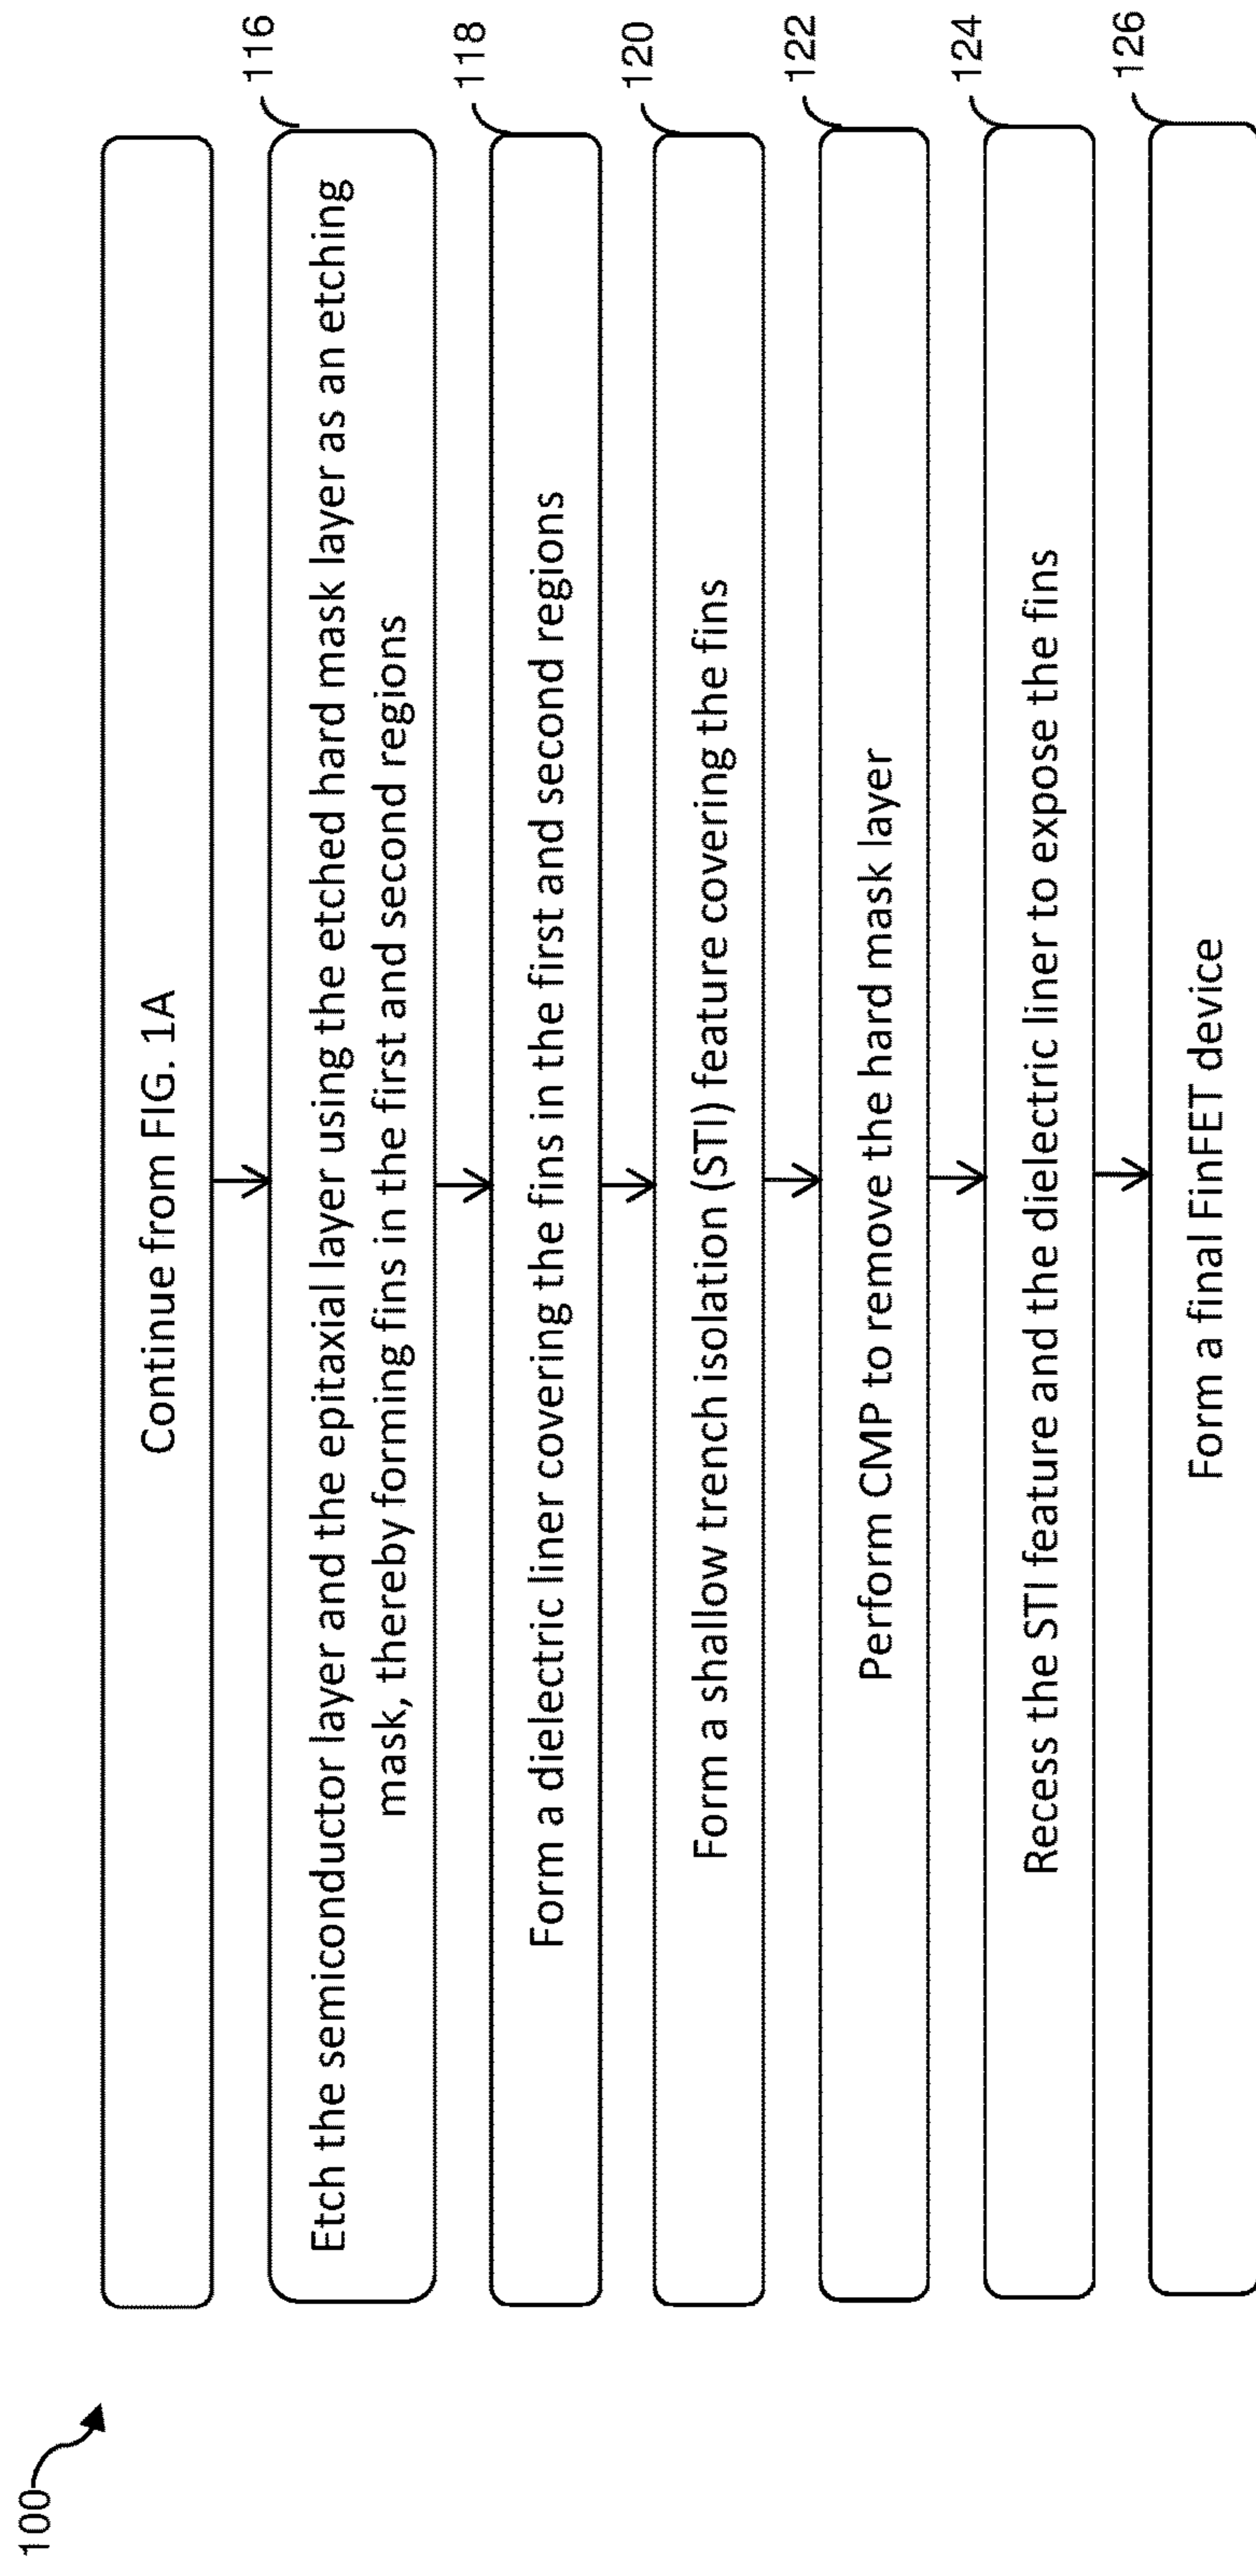 100
Continue from FIG. 1A
116
Etch the semiconductor layer and the epitaxial layer using the etched hard mask layer as an etching
mask, thereby forming fins in the first and second regions
118
Form a dielectric liner covering the fins in the first and second regions
120
Form a shallow trench isolation (STI) feature covering the fins
122
Perform CMP to remove the hard mask layer
124
Recess the STI feature and the dielectric liner to expose the fins
126
Form a final FinFET device